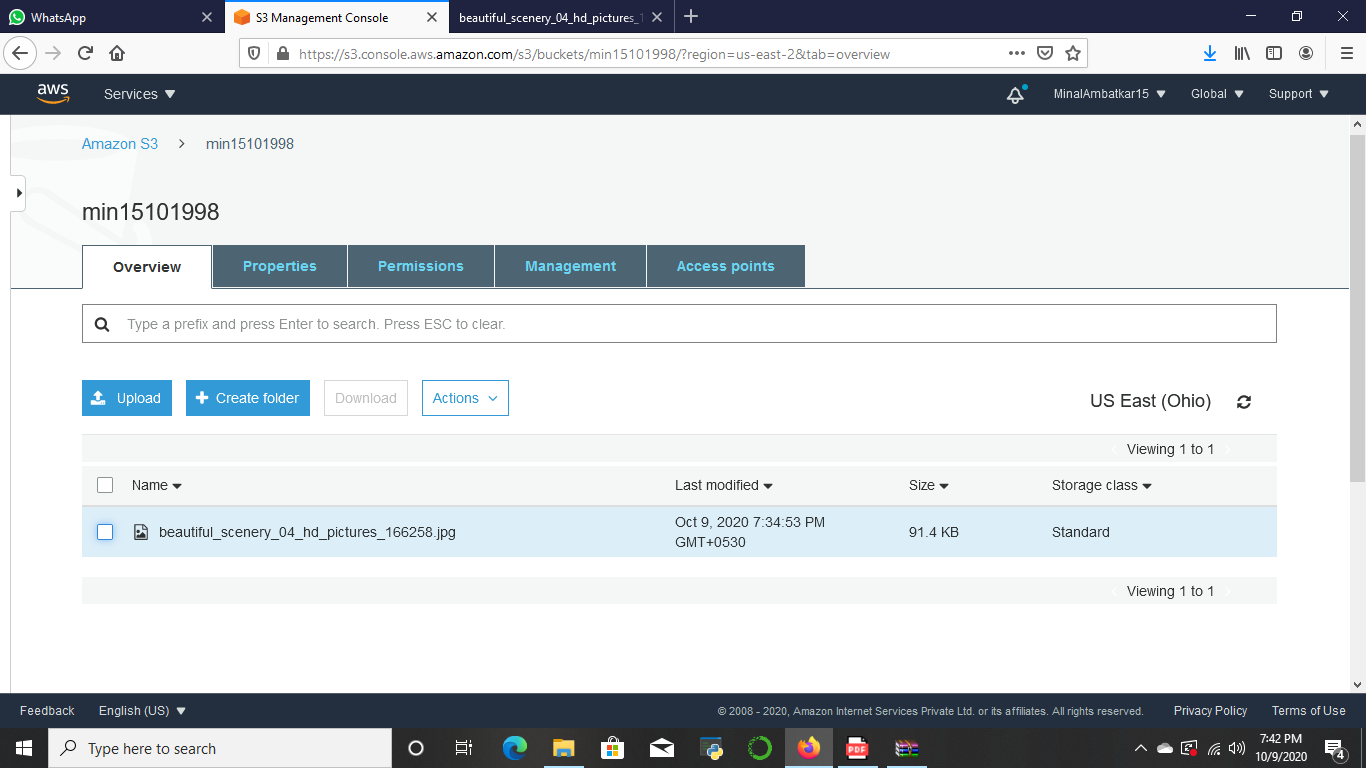 WhatsApp
S3 Management Console
beautiful_scenery_04_hd_pictures_1
https://s3.console.aws.amazon.com/s3/buckets/min15101998/?region=us-east-2&tab=overview
aws
Services
MinalAmbatkar15
Global
Support
Amazon S3 > min15101998
min15101998
Overview
Properties
Permissions
Management
Access points
Type a prefix and press Enter to search. Press ESC to clear.
Upload
Create folder
Download
Actions
US East (Ohio)
Viewing 1 to 1
Name
Last modified
Size
Storage class
beautiful_scenery_04_hd_pictures_166258.jpg
Oct 9, 2020 7:34:53 PM
GMT+0530
91.4 KB
Standard
Viewing 1 to 1
Feedback
English (US)
© 2008 - 2020, Amazon Internet Services Private Ltd. or its affiliates. All rights reserved.
Privacy Policy
Terms of Use
Type here to search
PDF
7:42 PM
10/9/2020
4